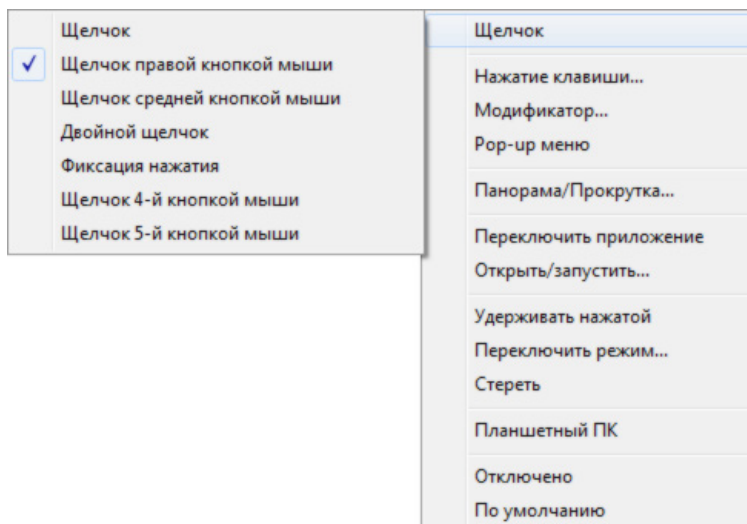 Щелчок
Щелчок правой кнопкой мыши
Щелчок средней кнопкой мыши
Двойной щелчок
Фиксация нажатия
Щелчок 4-й кнопкой мыши
Щелчок 5-й кнопкой мыши
Щелчок
Нажатие клавиши...
Модификатор...
Pop-up меню
Панорама/Прокрутка...
Переключить приложение
Открыть/запустить...
Удерживать нажатой
Переключить режим...
Стереть
Планшетный ПК
Отключено
По умолчанию